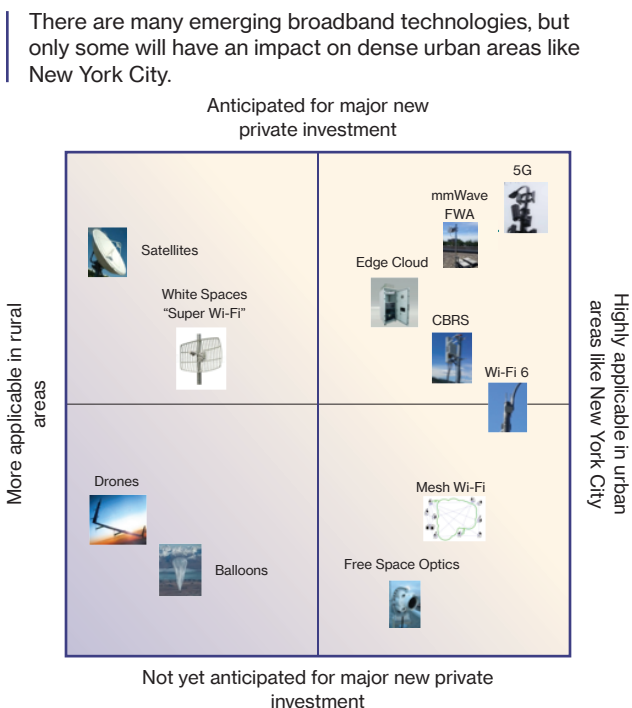 There are many emerging broadband technologies, but
only some will have an impact on dense urban areas like
New York City.
Anticipated for major new
private investment
5G
mmWave
FWA
Satellites
Edge Cloud
White Spaces
“Super Wi-Fi”
CBRS
Wi-Fi 6
More applicable in rural
areas
Highly applicable in urban
areas like New York City
Drones
Mesh Wi-Fi
Balloons
Free Space Optics
Not yet anticipated for major new private
investment